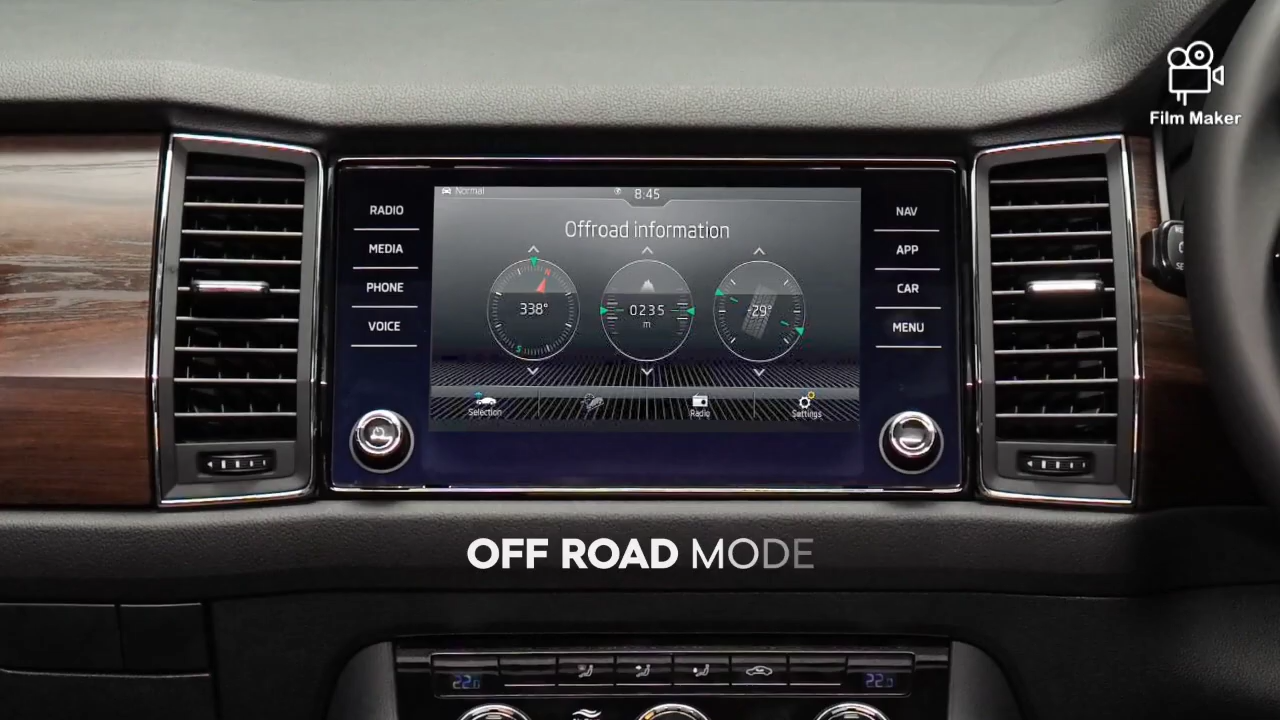 Film Maker
Normal
8:45
Offroad information
RADIO
MEDIA
PHONE
VOICE
NAV
APP
CAR
MENU
N
338°
S
0235
m
-29°
Selection
Radio
Settings
OFF ROAD MODE
22.0
22.0